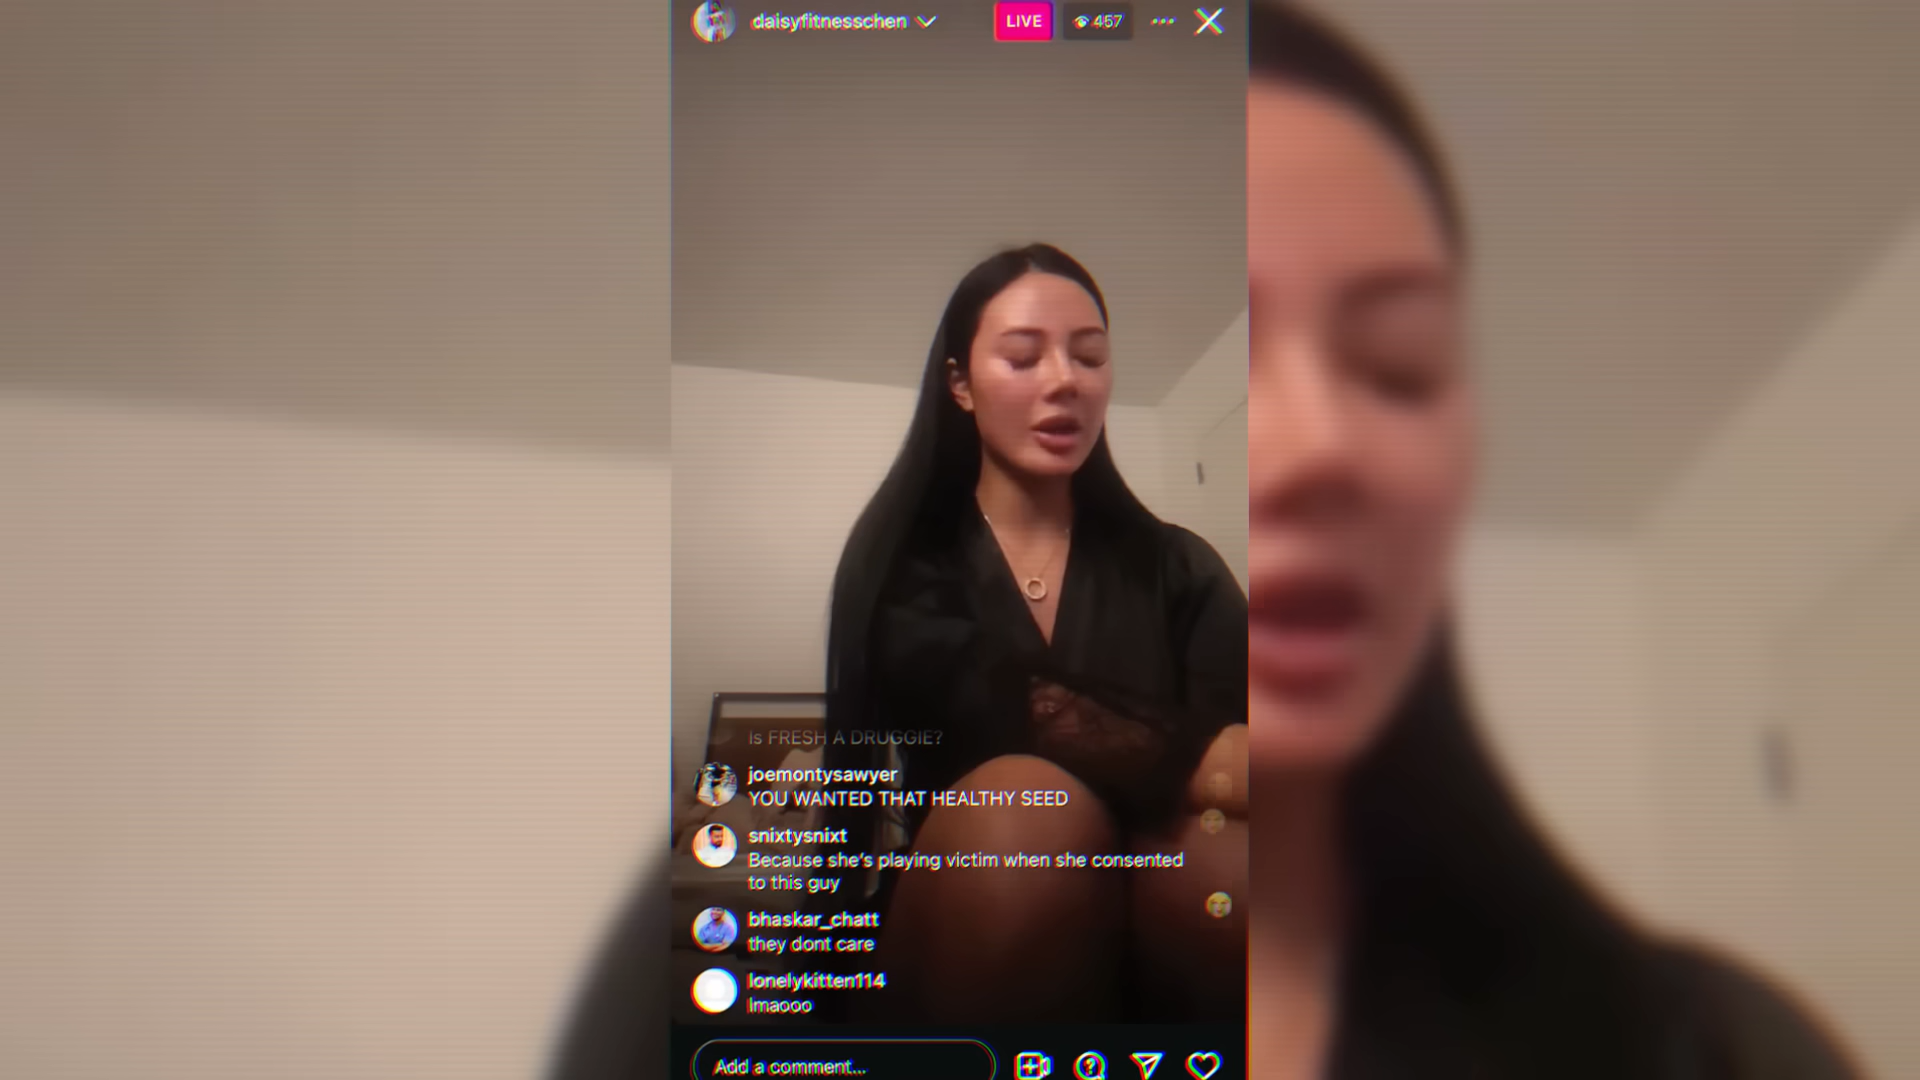 daisyfitnesschen
LIVE
457
Is FRESH A DRUGGIE?
joemontysawyer
YOU WANTED THAT HEALTHY SEED
snixtysnixt
Because she's playing victim when she consented
to this guy
bhaskar_chatt
they dont care
lonelykitten114
lmaooo
Add a comment...